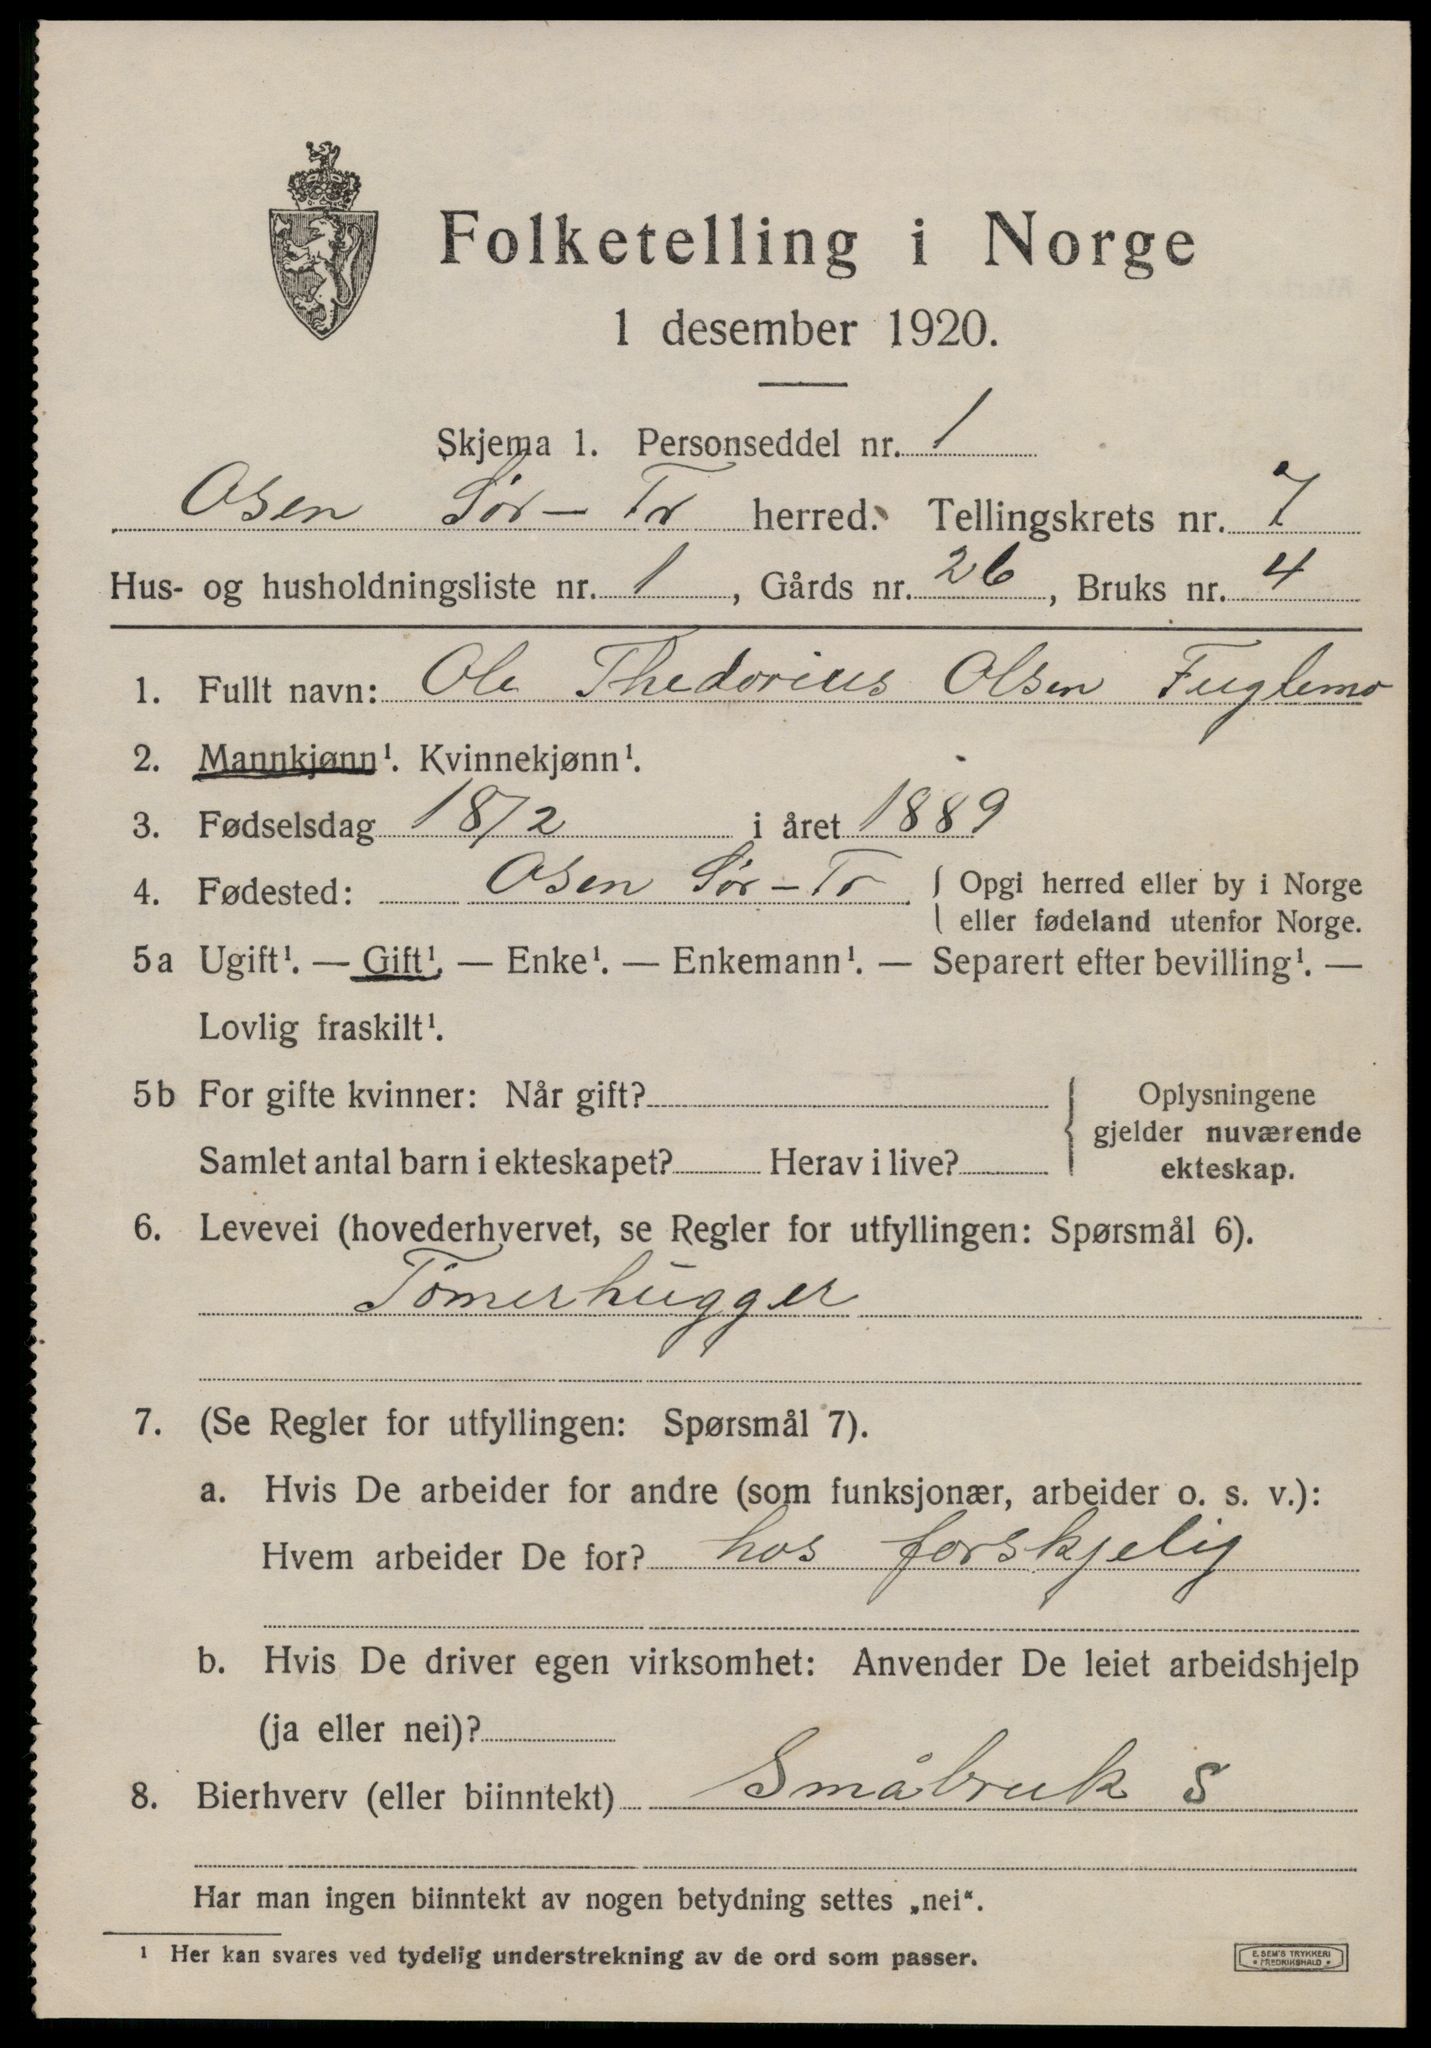 Folketelling i Norge
1 desember 1920.
Skjema 1. Personseddel nr. 1
Osen Sør-Tr herred. Tellingskrets nr. 7
Hus- og husholdningsliste nr. 1, Gårds nr. 26, Bruks nr. 4
1. Fullt navn: Ole Thedorius Olsen Fuglemo
2. Mannkjønn¹. Kvinnekjønn¹.
3. Fødselsdag 18/2 i året 1889
4. Fødested: Osen Sør-Tr { Opgi herred eller by i Norge
eller fødeland utenfor Norge.
5a Ugift¹. — Gift¹. — Enke¹. — Enkemann¹. — Separert efter bevilling¹. —
Lovlig fraskilt¹.
5b For gifte kvinner: Når gift?
Samlet antal barn i ekteskapet? Herav i live?
Oplysningene
gjelder nuværende
ekteskap.
6. Levevei (hovederhvervet, se Regler for utfyllingen: Spørsmål 6).
Tømerhugger
7. (Se Regler for utfyllingen: Spørsmål 7).
a. Hvis De arbeider for andre (som funksjonær, arbeider o. s. v.):
Hvem arbeider De for? hos forskjelig
b. Hvis De driver egen virksomhet: Anvender De leiet arbeidshjelp
(ja eller nei)?
8. Bierhverv (eller biinntekt) Småbruk S
Har man ingen biinntekt av nogen betydning settes „nei“.
¹ Her kan svares ved tydelig understrekning av de ord som passer.
E. SEM'S TRYKKERI
FREDRIKSHALD